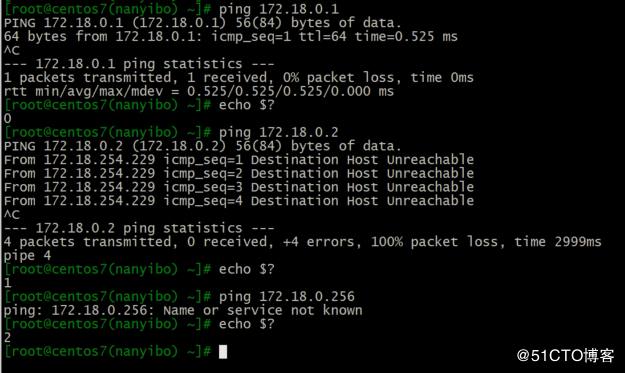 [root@centos7(nanyibo) ~]# ping 172.18.0.1
PING 172.18.0.1 (172.18.0.1) 56(84) bytes of data.
64 bytes from 172.18.0.1: icmp_seq=1 ttl=64 time=0.525 ms
^C
--- 172.18.0.1 ping statistics ---
1 packets transmitted, 1 received, 0% packet loss, time 0ms
rtt min/avg/max/mdev = 0.525/0.525/0.525/0.000 ms
[root@centos7(nanyibo) ~]# echo $?
0
[root@centos7(nanyibo) ~]# ping 172.18.0.2
PING 172.18.0.2 (172.18.0.2) 56(84) bytes of data.
From 172.18.254.229 icmp_seq=1 Destination Host Unreachable
From 172.18.254.229 icmp_seq=2 Destination Host Unreachable
From 172.18.254.229 icmp_seq=3 Destination Host Unreachable
From 172.18.254.229 icmp_seq=4 Destination Host Unreachable
^C
--- 172.18.0.2 ping statistics ---
4 packets transmitted, 0 received, +4 errors, 100% packet loss, time 2999ms
pipe 4
[root@centos7(nanyibo) ~]# echo $?
1
[root@centos7(nanyibo) ~]# ping 172.18.0.256
ping: 172.18.0.256: Name or service not known
[root@centos7(nanyibo) ~]# echo $?
2
[root@centos7(nanyibo) ~]#
@51CTO博客